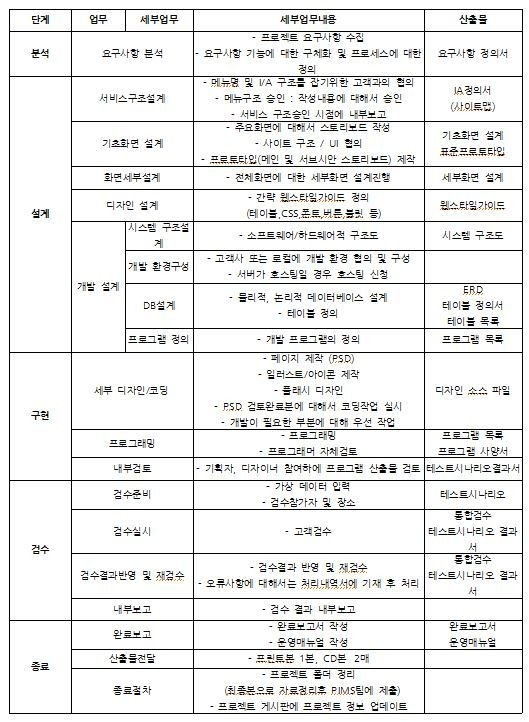 단계 업무 세부업무 세부업무내용 산출물
분석 요구사항 분석
- 프로젝트 요구사항 수집
- 요구사항 기능에 대한 구체화 및 프로세스에 대한
정의
요구사항 정의서
설계
서비스구조설계
- 메뉴명 및 I/A 구조를 잡기위한 고객과의 협의
- 메뉴구조 승인 : 작성내용에 대해서 승인
- 서비스 구조승인 시점에 내부보고
IA정의서
(사이트맵)
기초화면 설계
- 주요화면에 대해서 스토리보드 작성
- 사이트 구조 / UI 협의
- 프로토타입(메인 및 서브시안 스토리보드) 제작
기초화면 설계
표준프로토타입
화면세부설계
- 전체화면에 대한 세부화면 설계진행
세부화면 설계
디자인 설계
- 간략 웹스타일가이드 정의
(테이블,CSS,폰트,버튼,불릿 등)
웹스타일가이드
개발 설계
시스템 구조설
계
- 소프트웨어/하드웨어적 구조도
시스템 구조도
개발 환경구성
- 고객사 또는 로컬에 개발 환경 협의 및 구성
- 서버가 호스팅일 경우 호스팅 신청
DB설계
- 물리적, 논리적 데이터베이스 설계
- 테이블 정의
ERD
테이블 정의서
테이블 목록
프로그램 정의
- 개발 프로그램의 정의
프로그램 목록
구현
세부 디자인/코딩
- 페이지 제작 (PSD)
- 일러스트/아이콘 제작
- 플래시 디자인
- PSD 검토완료분에 대해서 코딩작업 실시
- 개발이 필요한 부분에 대해 우선 작업
디자인 소스 파일
프로그래밍
- 프로그래밍
- 프로그래머 자체검토
프로그램 목록
프로그램 사양서
내부검토
- 기획자, 디자이너 참여하에 프로그램 산출물 검토
테스트시나리오결과서
검수
검수준비
- 가상 데이터 입력
- 검수참가자 및 장소
테스트시나리오
검수실시
- 고객검수
통합검수
테스트시나리오 결과
서
검수결과반영 및 재검수
- 검수결과 반영 및 재검수
- 오류사항에 대해서는 처리내역서에 기재 후 처리
통합검수
테스트시나리오 결과
서
내부보고
- 검수 결과 내부보고
종료
완료보고
- 완료보고서 작성
- 운영매뉴얼 작성
완료보고서
운영매뉴얼
산출물전달
- 프린트본 1본, CD본 2매
종료절차
- 프로젝트 폴더 정리
(최종본으로 자료정리후 PIMS팀에 제출)
- 프로젝트 게시판에 프로젝트 정보 업데이트